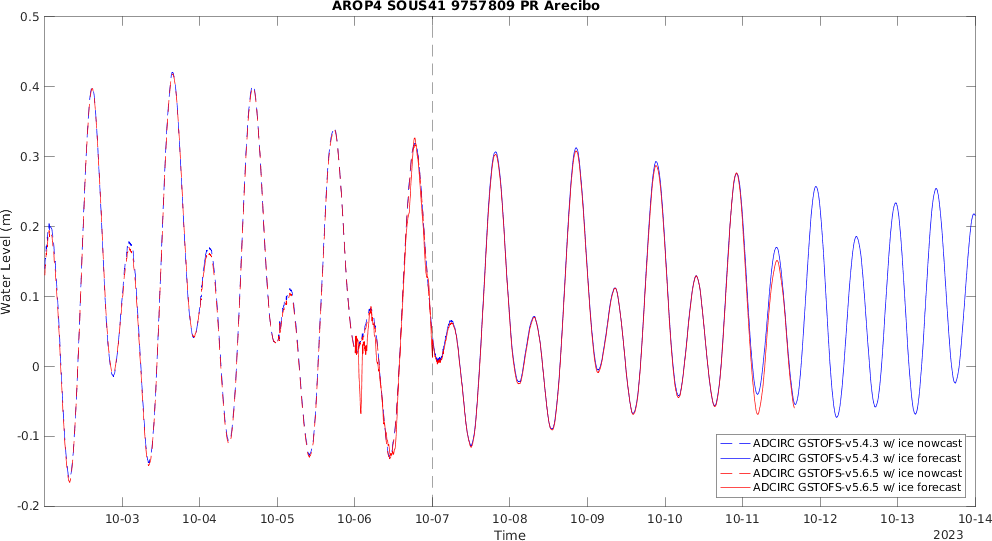 AROP4 SOUS41 9757809 PR Arecibo
0.5
0.4
0.3
0.2
0.1
0
-0.1
-0.2
Water Level (m)
10-03 10-04 10-05 10-06 10-07 10-08 10-09 10-10 10-11 10-12 10-13 10-14
Time
2023
ADCIRC GSTOFS-v5.4.3 w/ ice nowcast
ADCIRC GSTOFS-v5.4.3 w/ ice forecast
ADCIRC GSTOFS-v5.6.5 w/ ice nowcast
ADCIRC GSTOFS-v5.6.5 w/ ice forecast